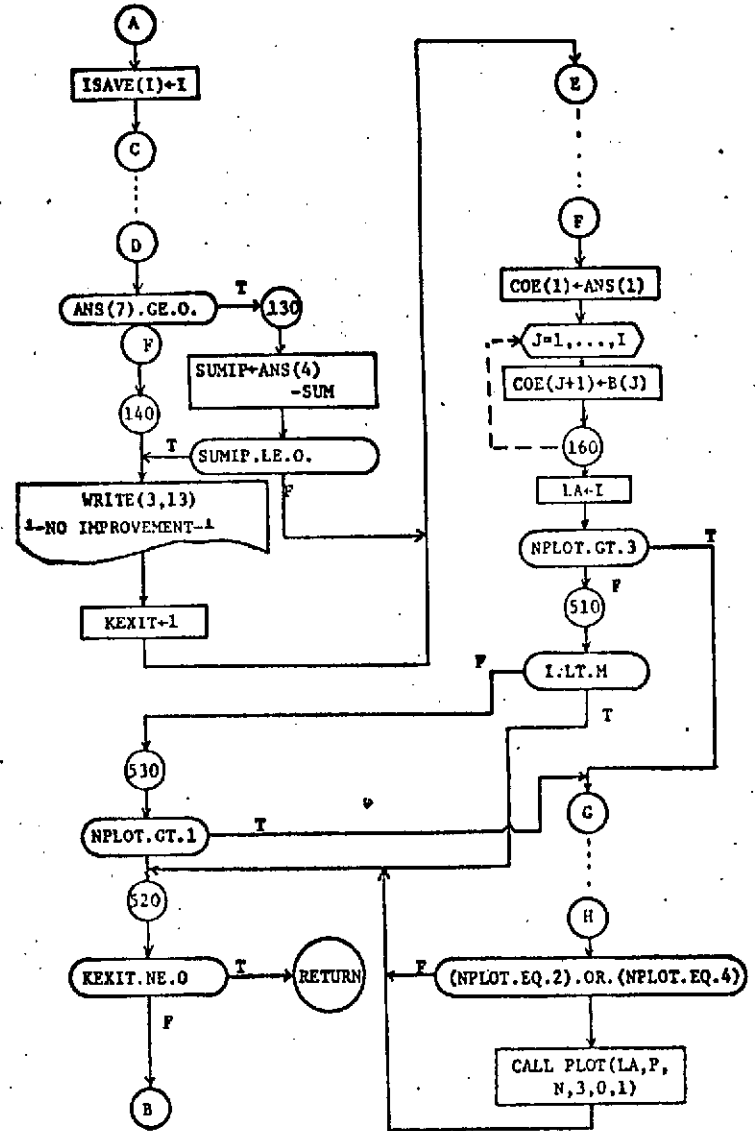 A
ISAVE(I)←I
C
D
ANS(7).GE.O.
T
130
F
SUMIP←ANS(4)
-SUM
140
T
SUMIP.LE.O.
F
WRITE(3,13)
1-NO IMPROVEMENT-1
KEXIT←1
E
F
COE(1)←ANS(1)
J=1,...,I
COE(J+1)←B(J)
160
LA←I
NPLOT.GT.3
T
F
510
I.LT.M
F
T
530
NPLOT.GT.1
T
G
520
H
KEXIT.NE.0
T
RETURN
F
(NPLOT.EQ.2).OR.(NPLOT.EQ.4)
F
CALL PLOT(LA,P,
N,3,0,1)
B